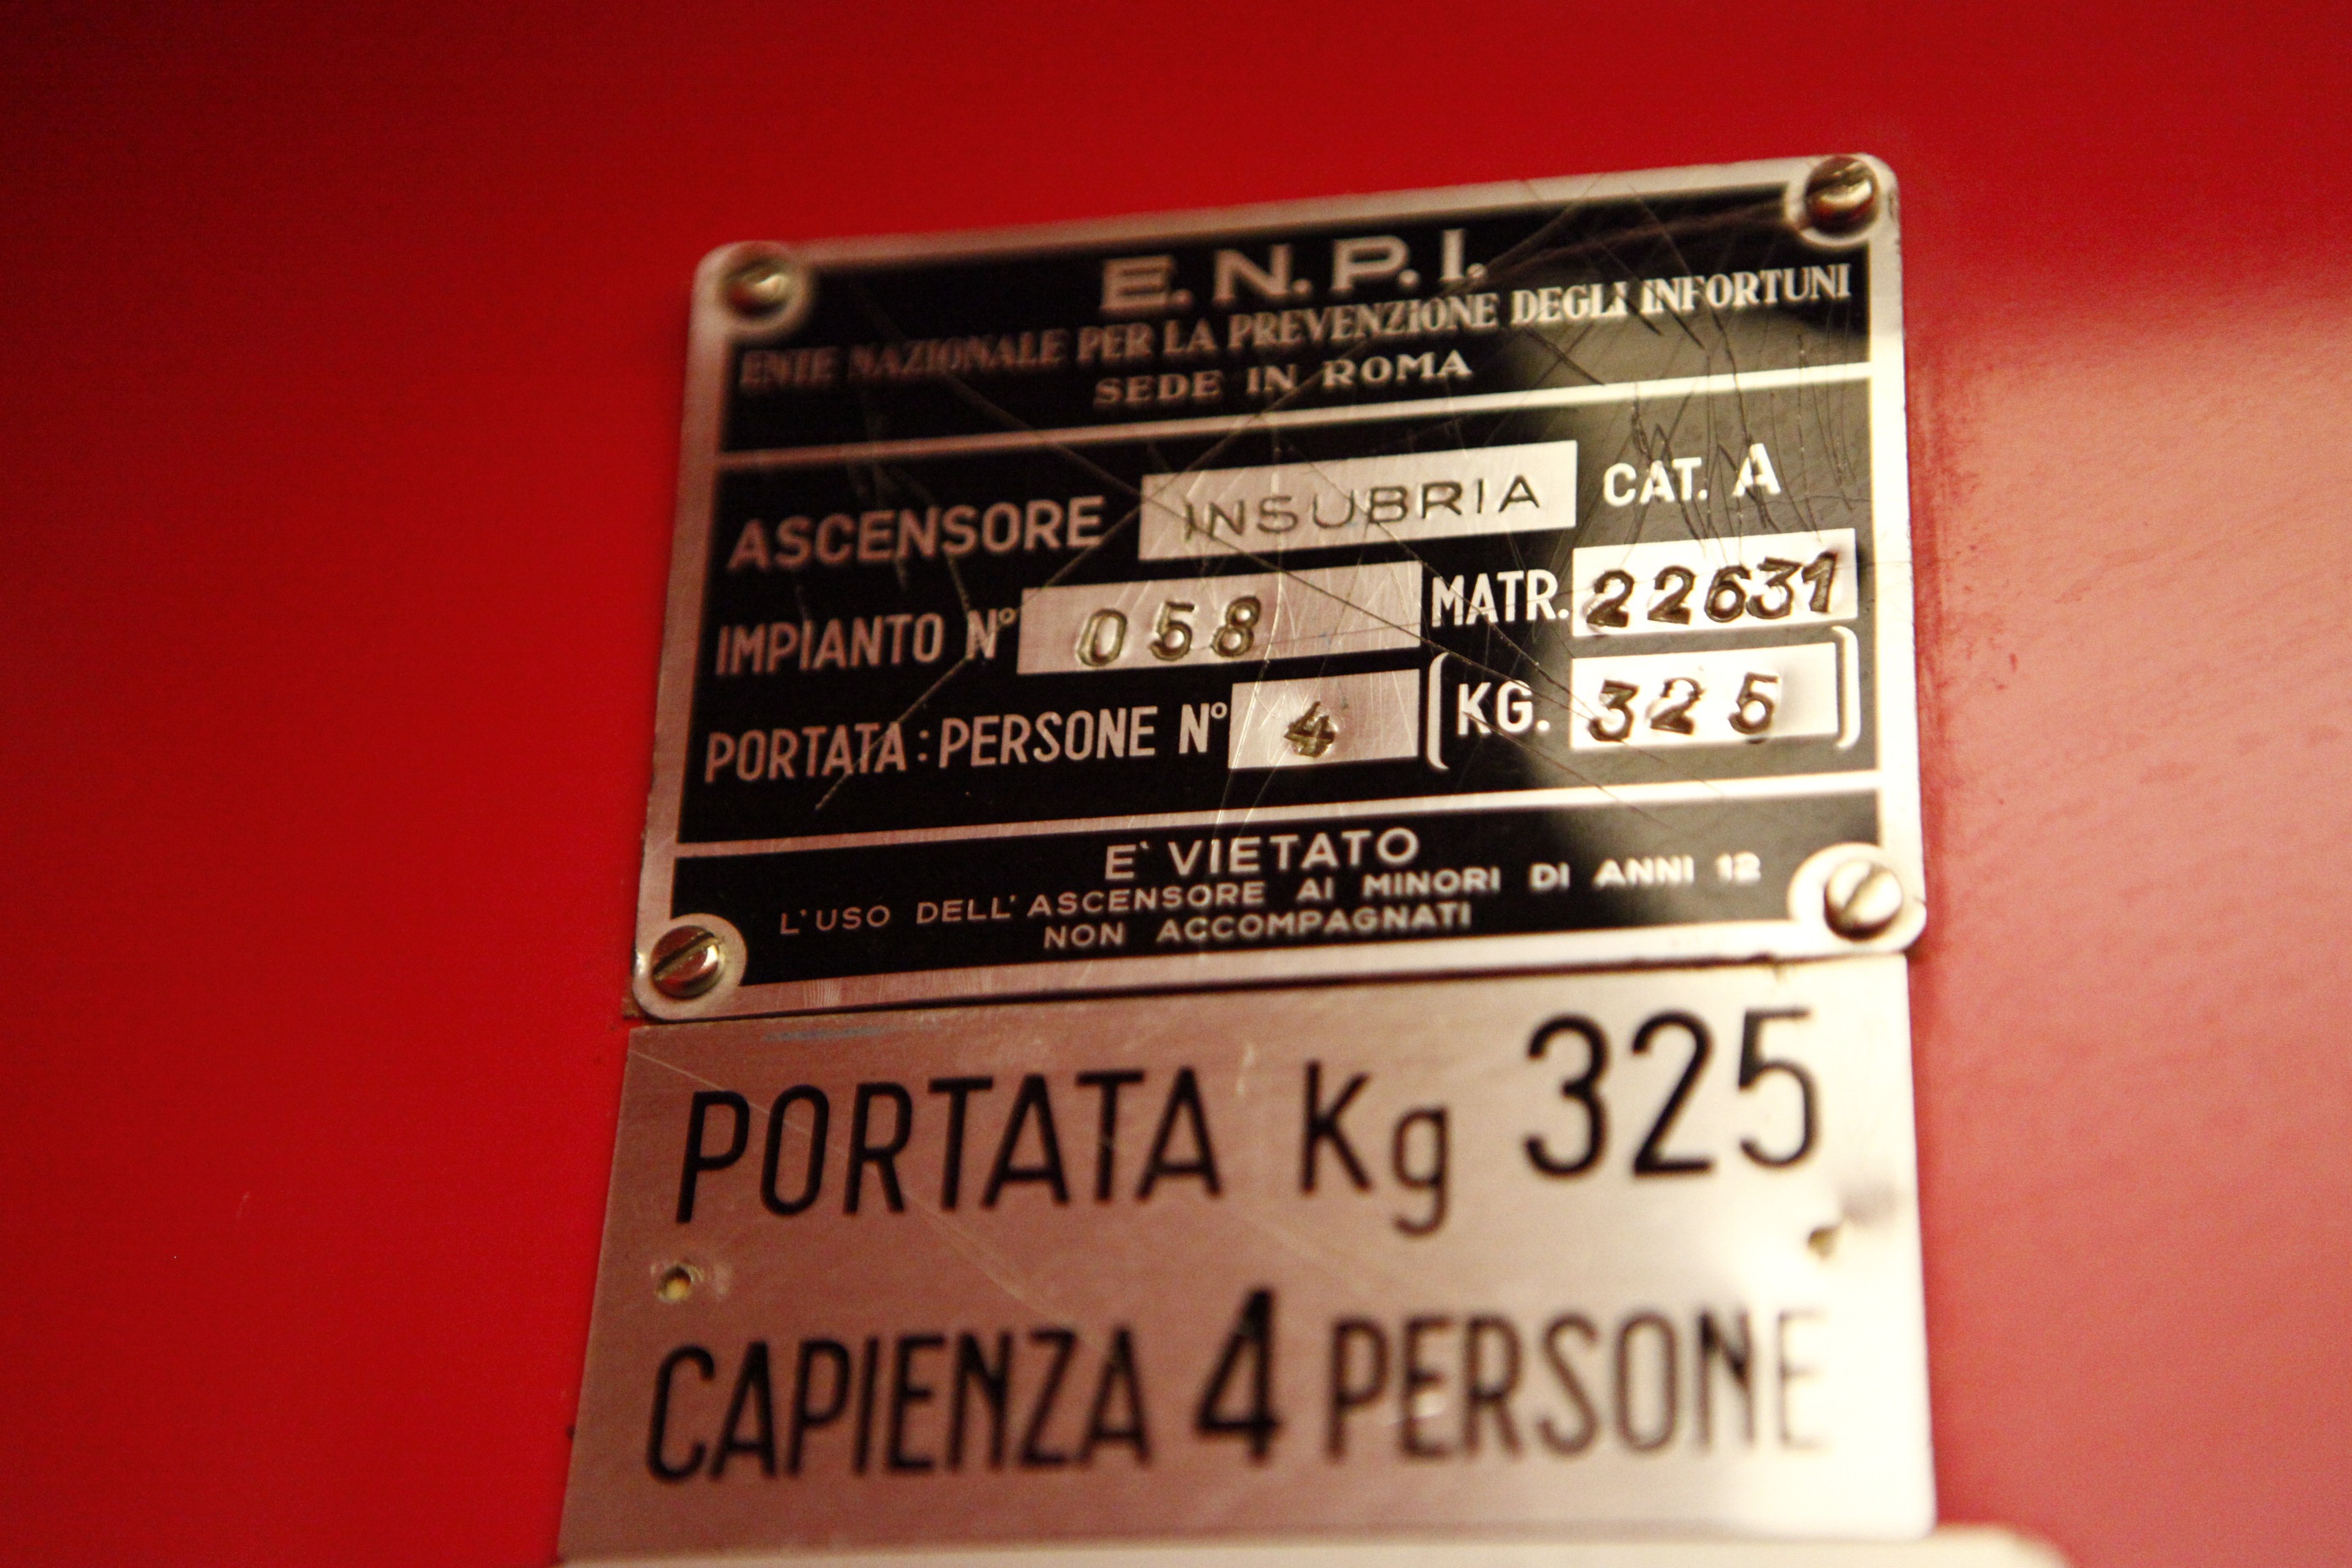 E.N.P.I.
ENTE NAZIONALE PER LA PREVENZIONE DEGLI INFORTUNI
SEDE IN ROMA
ASCENSORE INSUBRIA CAT. A
IMPIANTO N° 058 MATR. 22631
PORTATA: PERSONE N° 4 (KG. 325)
E` VIETATO
L'USO DELL'ASCENSORE AI MINORI DI ANNI 12
NON ACCOMPAGNATI
PORTATA Kg 325
CAPIENZA 4 PERSONE